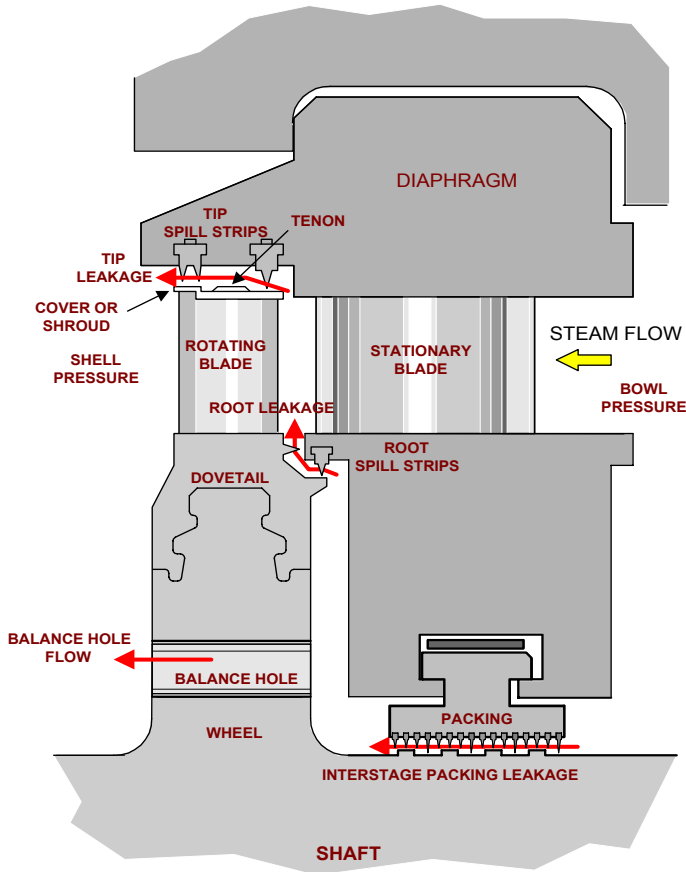 DIAPHRAGM
TIP
SPILL STRIPS
TENON
TIP
LEAKAGE
COVER OR
SHROUD
SHELL
PRESSURE
ROTATING
BLADE
STATIONARY
BLADE
STEAM FLOW
BOWL
PRESSURE
ROOT LEAKAGE
ROOT
SPILL STRIPS
DOVETAIL
BALANCE HOLE
FLOW
BALANCE HOLE
WHEEL
PACKING
INTERSTAGE PACKING LEAKAGE
SHAFT